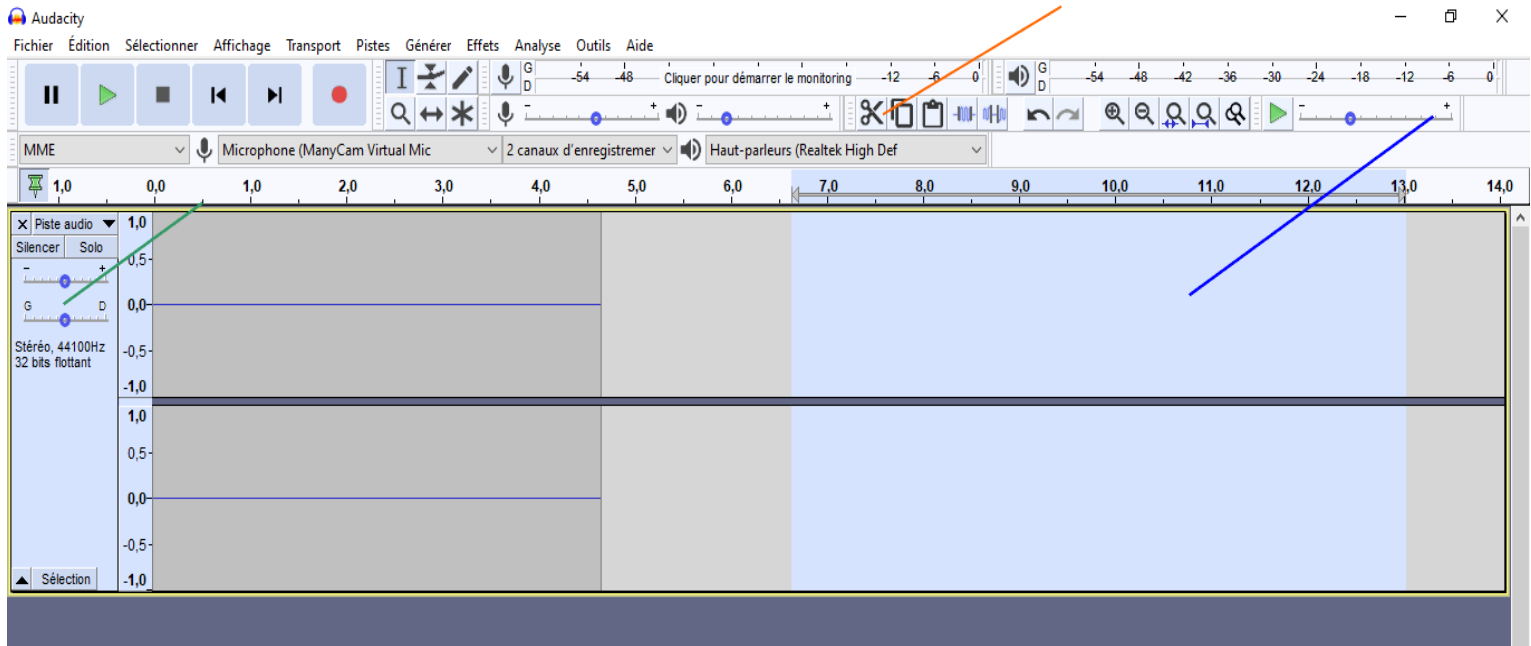 Audacity
Fichier Édition Sélectionner Affichage Transport Pistes Générer Effets Analyse Outils Aide
G D -54 -48 Cliquer pour démarrer le monitoring -12 -6 0 G D -54 -48 -42 -36 -30 -24 -18 -12 -6 0
- + - + - +
MME Microphone (ManyCam Virtual Mic 2 canaux d'enregistremer Haut-parleurs (Realtek High Def
1,0 0,0 1,0 2,0 3,0 4,0 5,0 6,0 7,0 8,0 9,0 10,0 11,0 12,0 13,0 14,0
X Piste audio 1,0
Silencer Solo
- + 0,5
G D 0,0
Stéréo, 44100Hz -0,5
32 bits flottant
-1,0
1,0
0,5
0,0
-0,5
Sélection -1,0